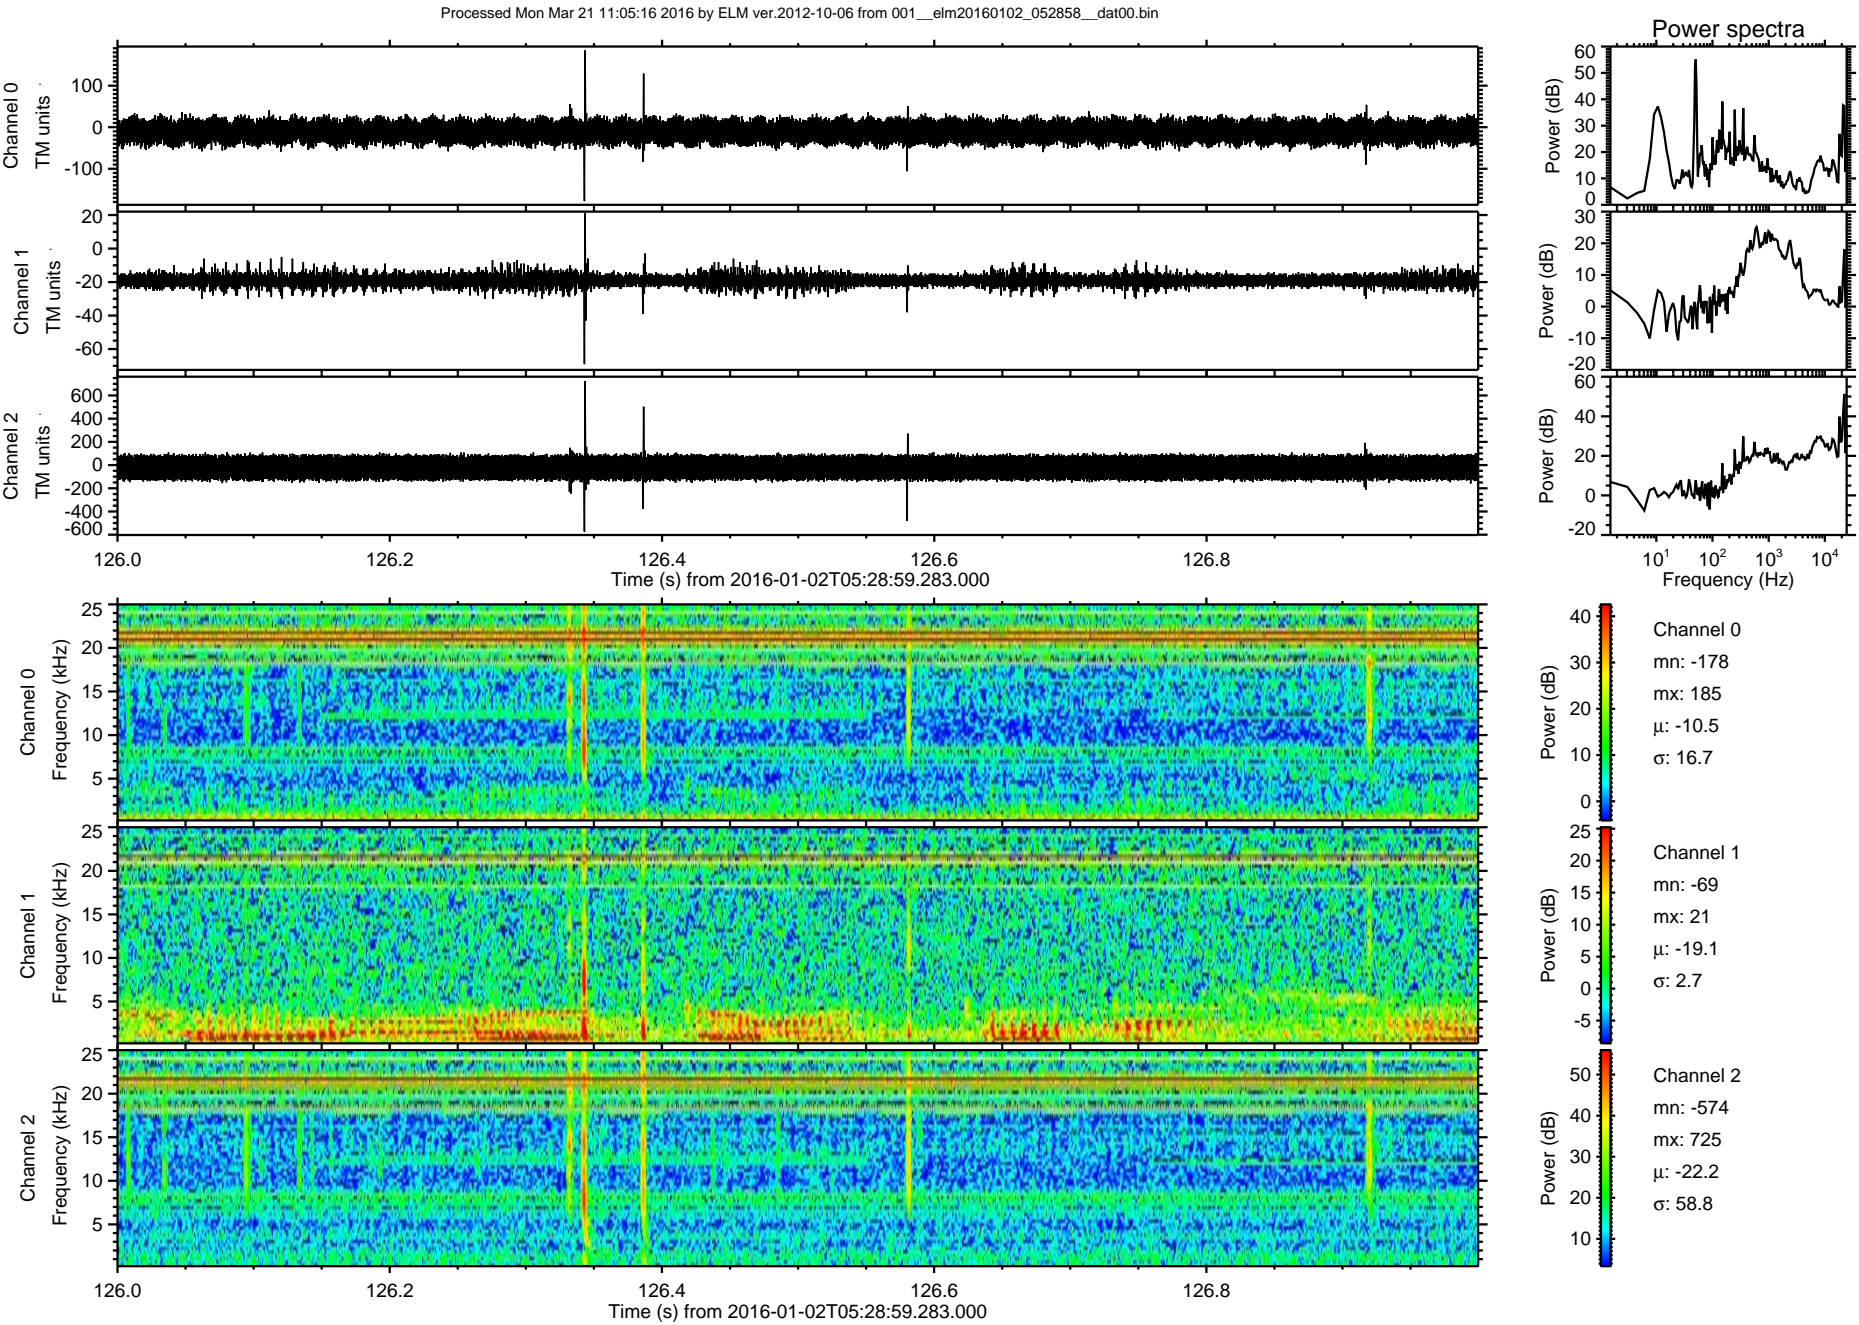 Processed Mon Mar 21 11:05:16 2016 by ELM ver.2012-10-06 from 001__elm20160102_052858__dat00.bin
Power spectra
Channel 0
TM units
100
0
-100
Power (dB)
60
50
40
30
20
10
0
Channel 1
TM units
20
0
-20
-40
-60
Power (dB)
30
20
10
0
-10
-20
Channel 2
TM units
600
400
200
0
-200
-400
-600
Power (dB)
60
40
20
0
-20
126.0 126.2 126.4 126.6 126.8
Time (s) from 2016-01-02T05:28:59.283.000
10¹ 10² 10³ 10⁴
Frequency (Hz)
Channel 0
Frequency (kHz)
25
20
15
10
5
Power (dB)
40
30
20
10
0
Channel 0
mn: -178
mx: 185
μ: -10.5
σ: 16.7
Channel 1
Frequency (kHz)
25
20
15
10
5
Power (dB)
25
20
15
10
5
0
-5
Channel 1
mn: -69
mx: 21
μ: -19.1
σ: 2.7
Channel 2
Frequency (kHz)
25
20
15
10
5
Power (dB)
50
40
30
20
10
Channel 2
mn: -574
mx: 725
μ: -22.2
σ: 58.8
126.0 126.2 126.4 126.6 126.8
Time (s) from 2016-01-02T05:28:59.283.000